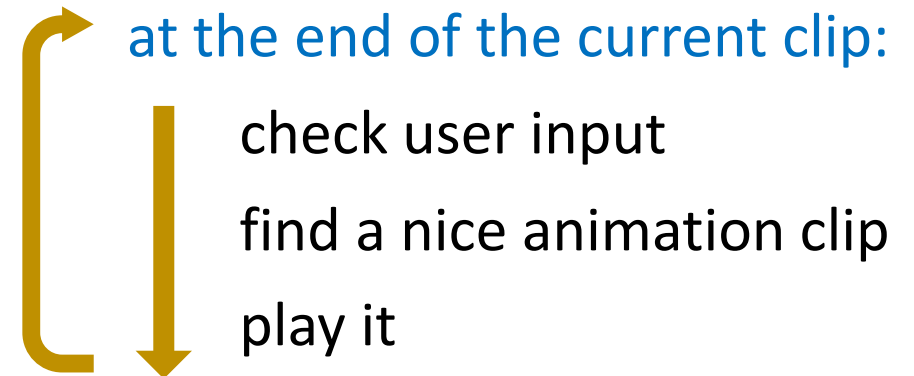 at the end of the current clip:
check user input
find a nice animation clip
play it